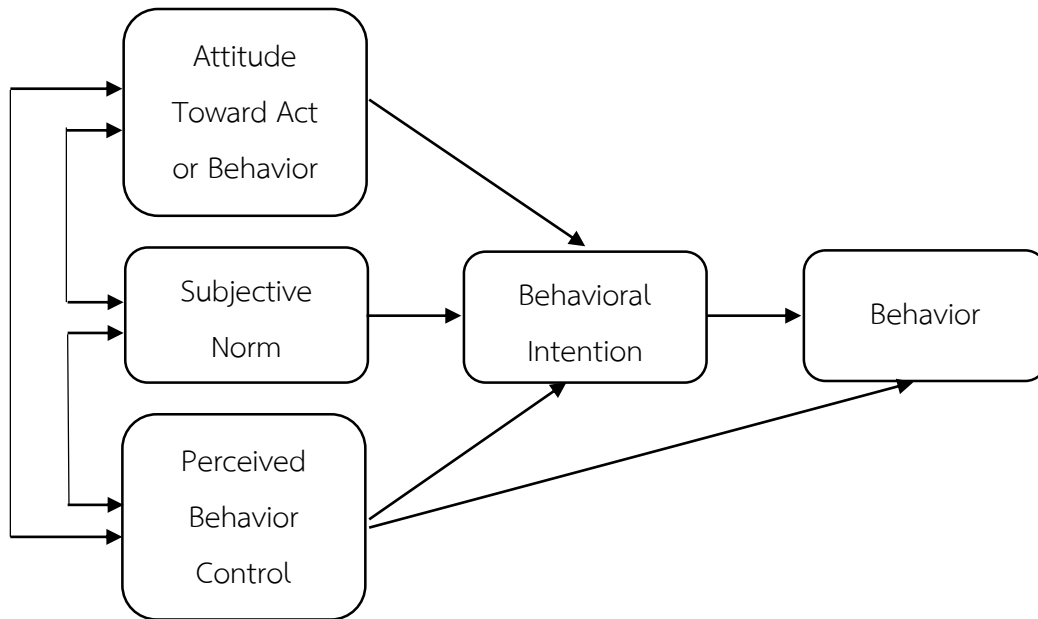 Attitude
Toward Act
or Behavior
Subjective
Norm
Behavioral
Intention
Behavior
Perceived
Behavior
Control